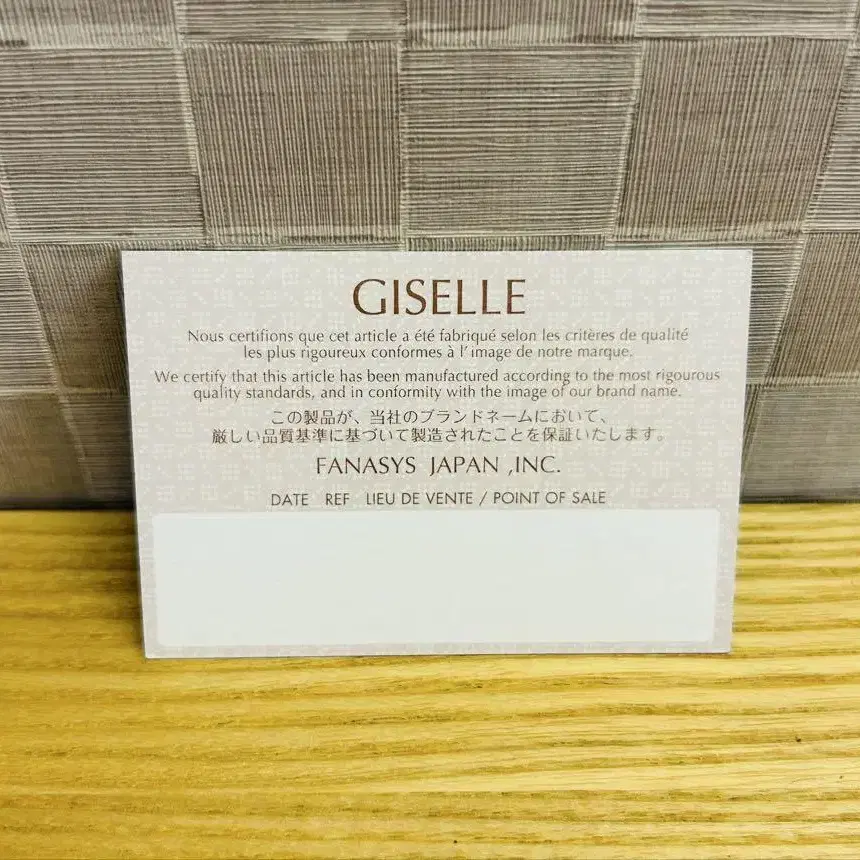 GISELLE
Nous certifions que cet article a été fabriqué selon les critères de qualité
les plus rigoureux conformes à l'image de notre marque.
We certify that this article has been manufactured according to the most rigourous
quality standards, and in conformity with the image of our brand name.
この製品が、当社のブランドネームにおいて、
厳しい品質基準に基づいて製造されたことを保証いたします。
FANASYS JAPAN ,INC.
DATE REF LIEU DE VENTE / POINT OF SALE